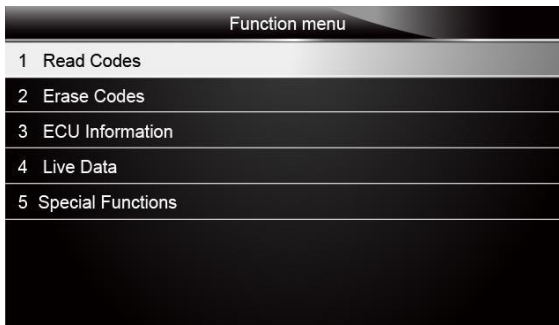 Function menu
1 Read Codes
2 Erase Codes
3 ECU Information
4 Live Data
5 Special Functions